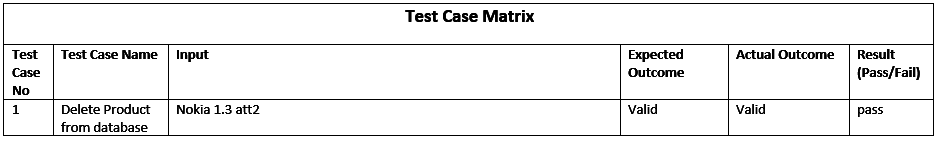 Test Case Matrix
Test Case No
Test Case Name
Input
Expected Outcome
Actual Outcome
Result (Pass/Fail)
1
Delete Product from database
Nokia 1.3 att2
Valid
Valid
pass